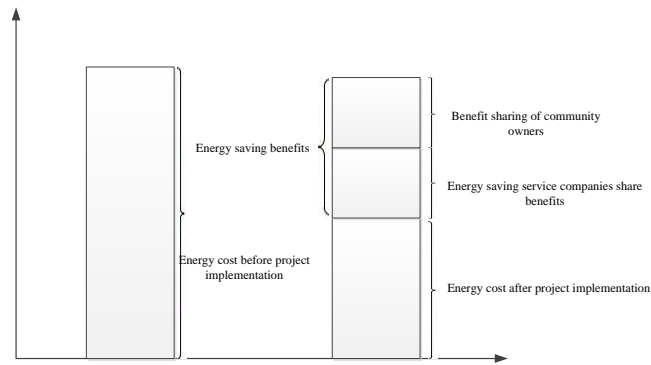 Energy saving benefits
Energy cost before project
implementation
Benefit sharing of community
owners
Energy saving service companies share
benefits
Energy cost after project implementation